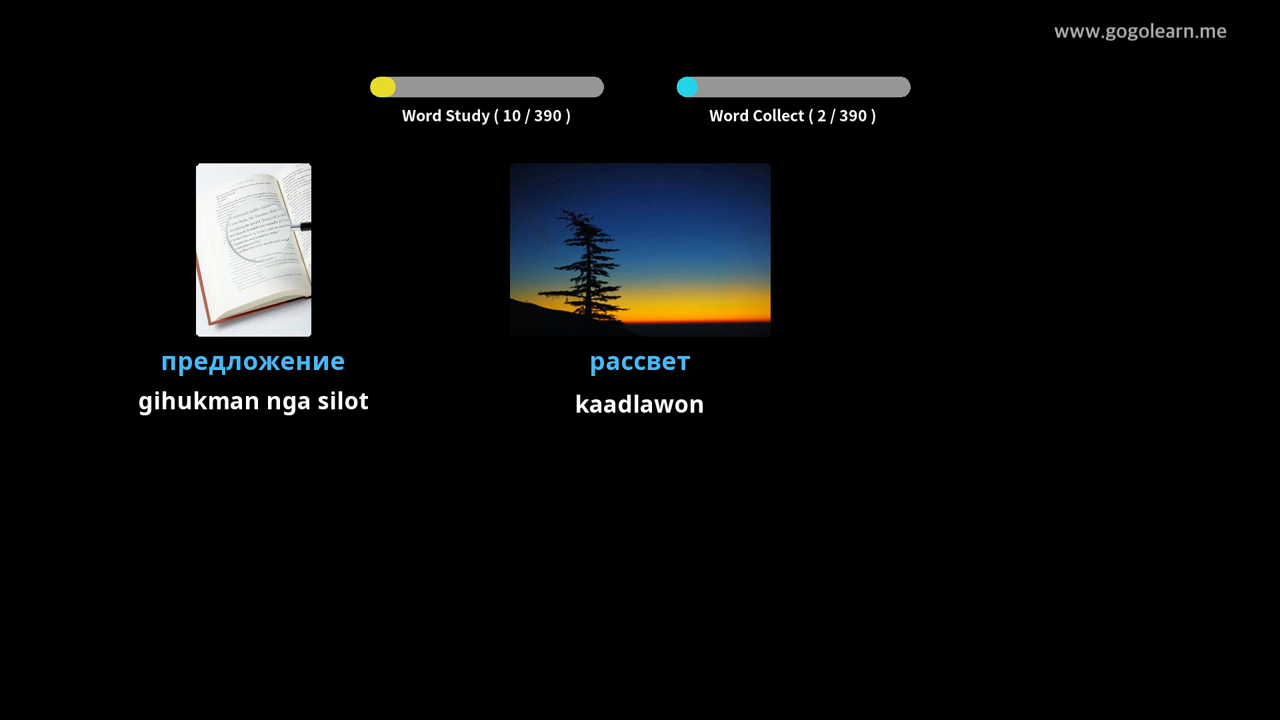 www.gogolearn.me
Word Study ( 10 / 390 )
Word Collect ( 2 / 390 )
предложение
gihukman nga silot
рассвет
kaadlawon